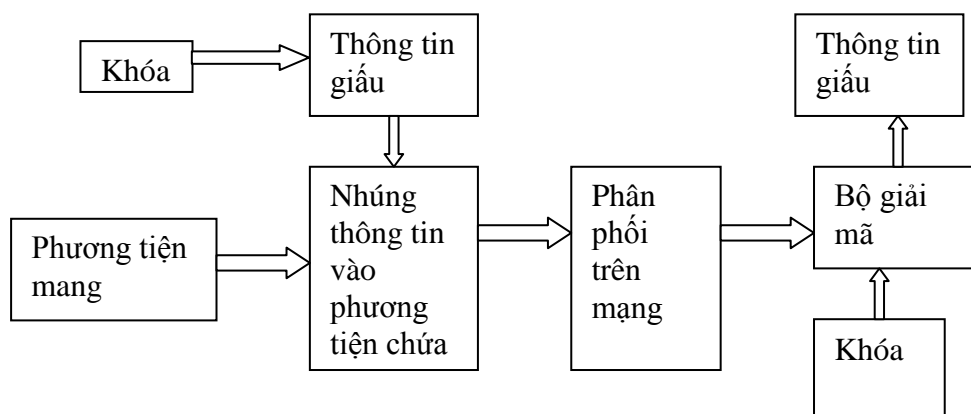 Khóa
Thông tin
giấu
Thông tin
giấu
Phương tiện
mang
Nhúng
thông tin
vào
phương
tiện chứa
Phân
phối
trên
mạng
Bộ giải
mã
Khóa